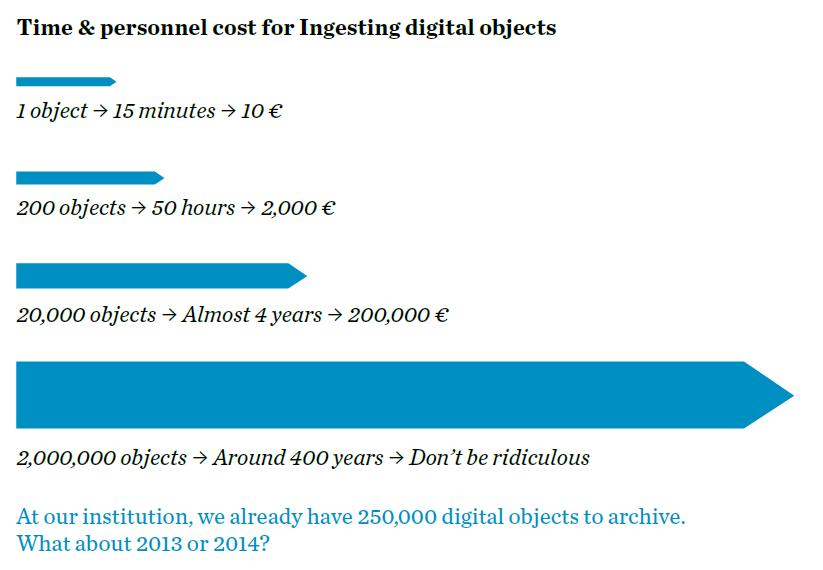 Time & personnel cost for Ingesting digital objects
1 object → 15 minutes → 10 €
200 objects → 50 hours → 2,000 €
20,000 objects → Almost 4 years → 200,000 €
2,000,000 objects → Around 400 years → Don’t be ridiculous
At our institution, we already have 250,000 digital objects to archive.
What about 2013 or 2014?